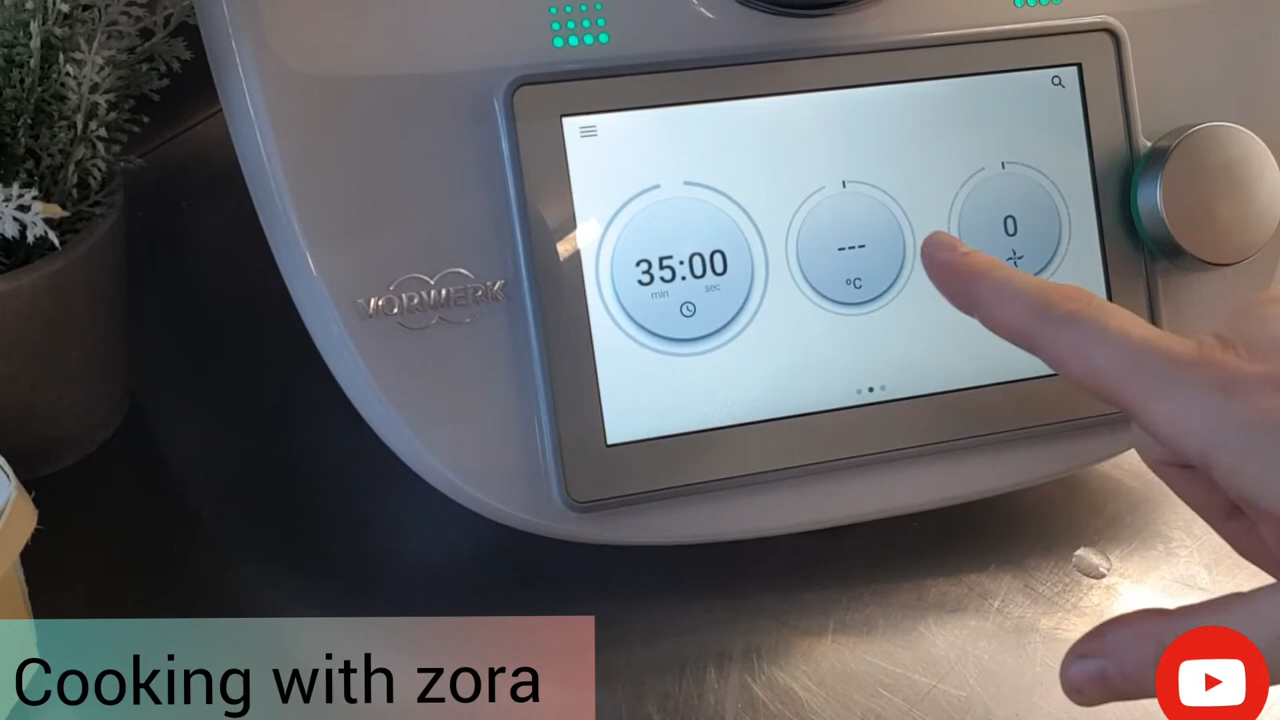 VORWERK
35:00
min sec
---
°C
0
Cooking with zora